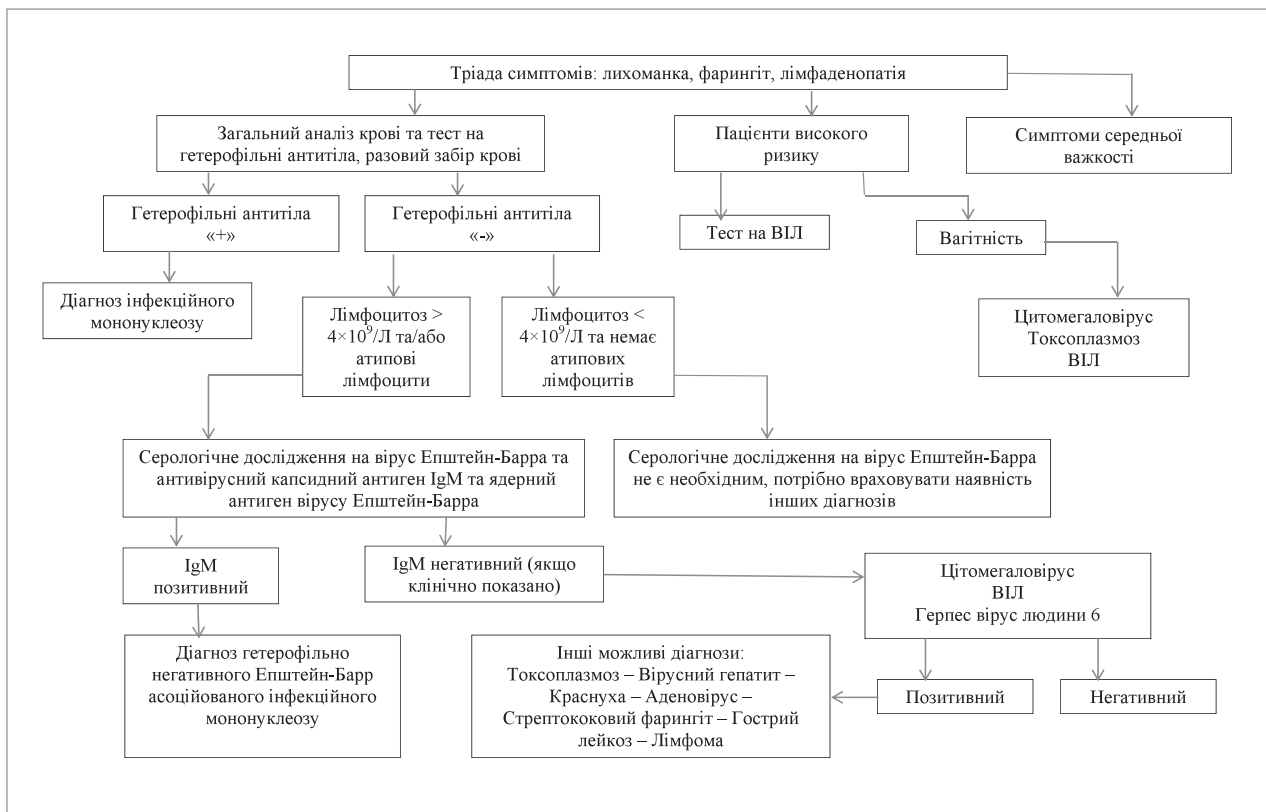 Тріада симптомів: лихоманка, фарингіт, лімфаденопатія
Загальний аналіз крові та тест на
гетерофільні антитіла, разовий забір крові
Пацієнти високого
ризику
Симптоми середньої
важкості
Гетерофільні антитіла
«+»
Гетерофільні антитіла
«-»
Тест на ВІЛ
Вагітність
Діагноз інфекційного
мононуклеозу
Лімфоцитоз >
4×10⁹/Л та/або
атипові
лімфоцити
Лімфоцитоз <
4×10⁹/Л та немає
атипових
лімфоцитів
Цитомегаловірус
Токсоплазмоз
ВІЛ
Серологічне дослідження на вірус Епштейн-Барра та
антивірусний капсидний антиген IgM та ядерний
антиген вірусу Епштейн-Барра
Серологічне дослідження на вірус Епштейн-Барра
не є необхідним, потрібно враховувати наявність
інших діагнозів
IgM
позитивний
IgM негативний (якщо
клінічно показано)
Цітомегаловірус
ВІЛ
Герпес вірус людини 6
Діагноз гетерофільно
негативного Епштейн-Барр
асоційованого інфекційного
мононуклеозу
Інші можливі діагнози:
Токсоплазмоз – Вірусний гепатит –
Краснуха – Аденовірус –
Стрептококовий фарингіт – Гострий
лейкоз – Лімфома
Позитивний
Негативний